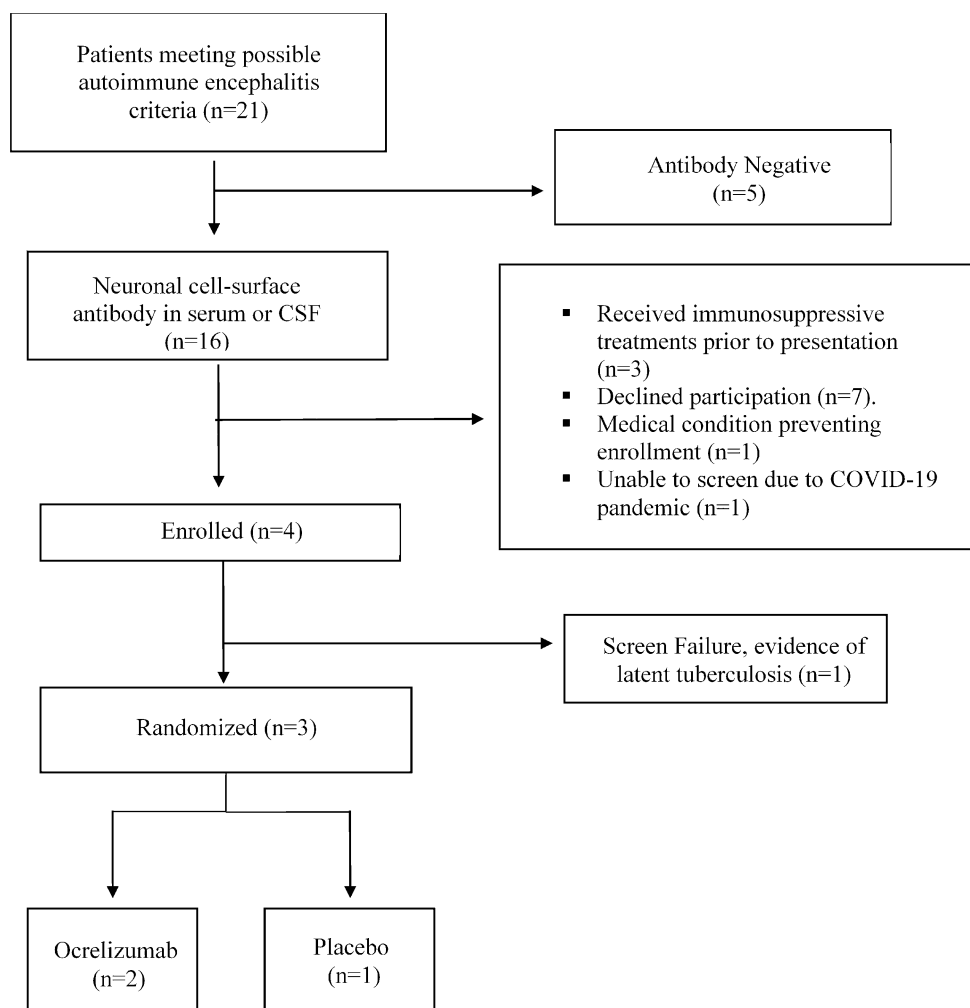 Patients meeting possible
autoimmune encephalitis
criteria (n=21)
Antibody Negative
(n=5)
Neuronal cell-surface
antibody in serum or CSF
(n=16)
▪ Received immunosuppressive
treatments prior to presentation
(n=3)
▪ Declined participation (n=7).
▪ Medical condition preventing
enrollment (n=1)
▪ Unable to screen due to COVID-19
pandemic (n=1)
Enrolled (n=4)
Screen Failure, evidence of
latent tuberculosis (n=1)
Randomized (n=3)
Ocrelizumab
(n=2)
Placebo
(n=1)